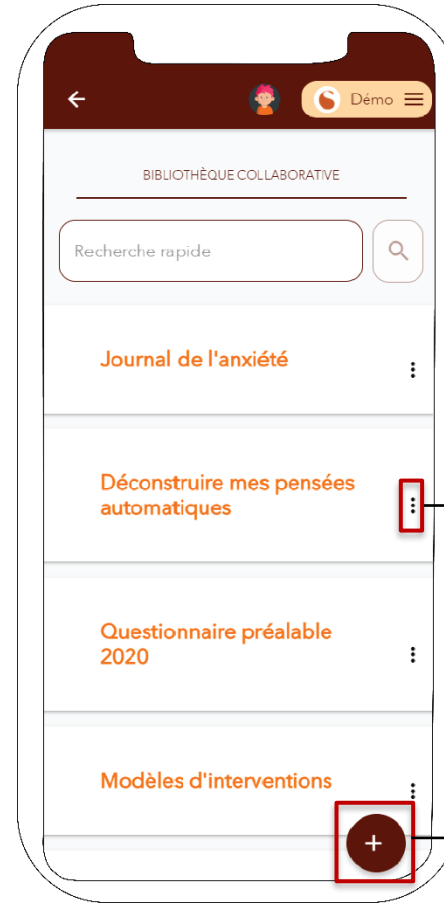 Démo
BIBLIOTHÈQUE COLLABORATIVE
Recherche rapide
Journal de l'anxiété
Déconstruire mes pensées
automatiques
Questionnaire préalable
2020
Modèles d'interventions
+